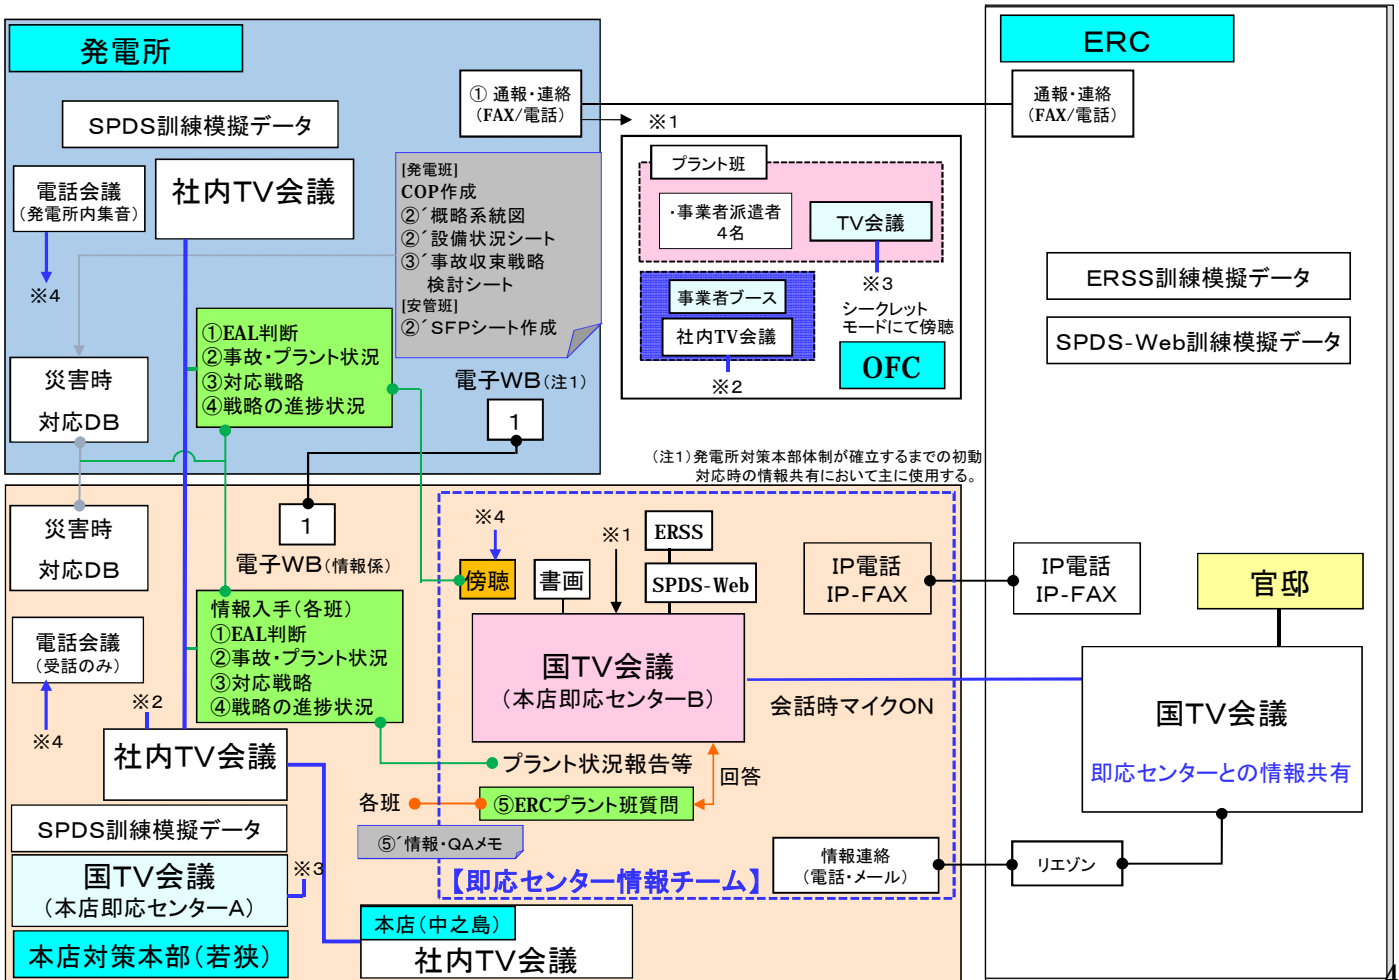 発電所
SPDS訓練模擬データ
① 通報・連絡
(FAX/電話)
※1
電話会議
(発電所内集音)
※4
社内TV会議
[発電班]
COP作成
②´概略系統図
②´設備状況シート
③´事故収束戦略
検討シート
[安管班]
②´SFPシート作成
①EAL判断
②事故・プラント状況
③対応戦略
④戦略の進捗状況
災害時
対応DB
電子WB(注1)
1
プラント班
・事業者派遣者
4名
TV会議
※3
シークレット
モードにて傍聴
事業者ブース
社内TV会議
※2
OFC
(注1)発電所対策本部体制が確立するまでの初動
対応時の情報共有において主に使用する。
ERC
通報・連絡
(FAX/電話)
ERSS訓練模擬データ
SPDS-Web訓練模擬データ
IP電話
IP-FAX
官邸
国TV会議
即応センターとの情報共有
リエゾン
災害時
対応DB
1
電子WB(情報係)
電話会議
(受話のみ)
※4
※2
情報入手(各班)
①EAL判断
②事故・プラント状況
③対応戦略
④戦略の進捗状況
社内TV会議
SPDS訓練模擬データ
国TV会議
(本店即応センターA)
※3
本店対策本部(若狭)
本店(中之島)
社内TV会議
※4
傍聴
書画
※1
ERSS
SPDS-Web
国TV会議
(本店即応センターB)
会話時マイクON
IP電話
IP-FAX
プラント状況報告等
回答
各班
⑤ERCプラント班質問
⑤´情報・QAメモ
【即応センター情報チーム】
情報連絡
(電話・メール)
4